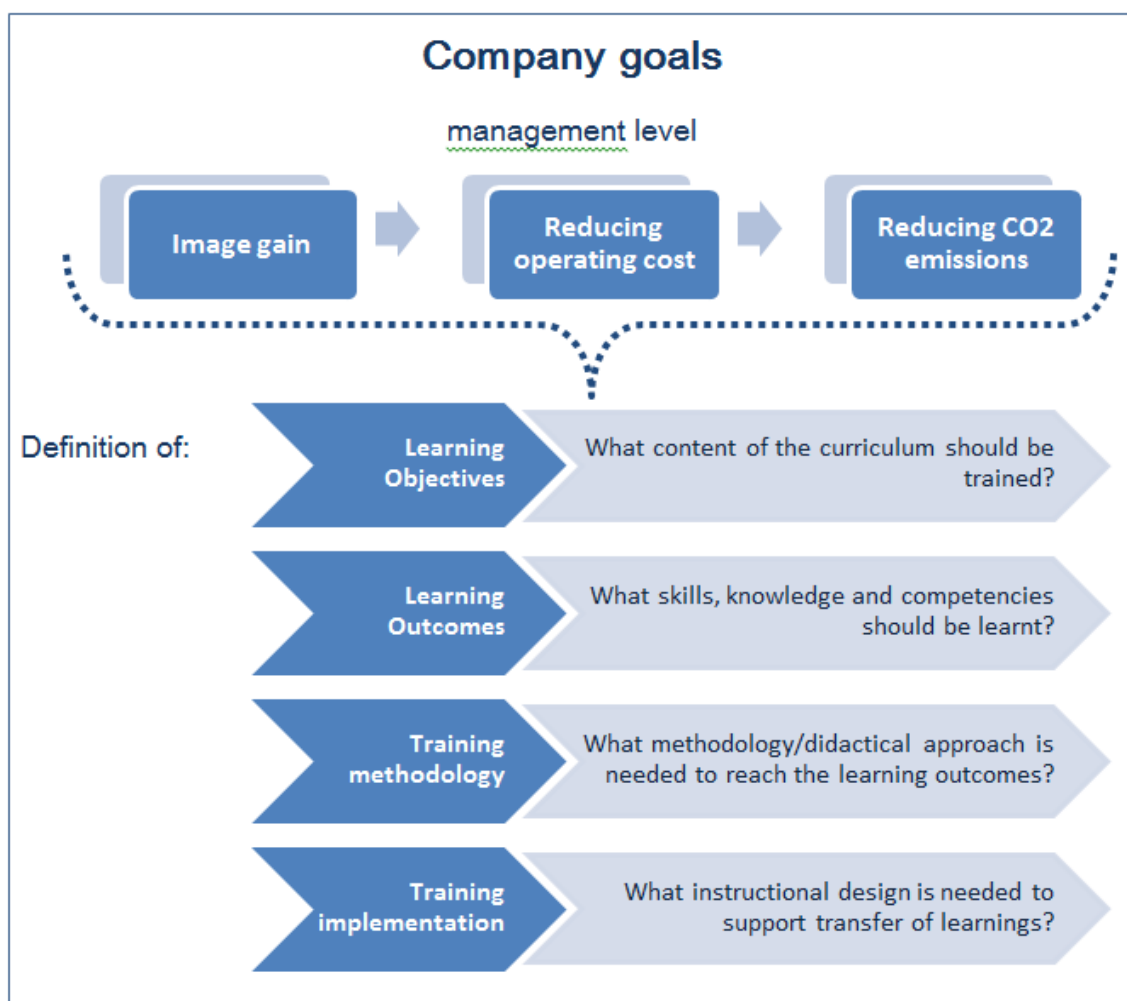 Company goals
management level
Image gain
Reducing
operating cost
Reducing CO2
emissions
Definition of:
Learning
Objectives
What content of the curriculum should be
trained?
Learning
Outcomes
What skills, knowledge and competencies
should be learnt?
Training
methodology
What methodology/didactical approach is
needed to reach the learning outcomes?
Training
implementation
What instructional design is needed to
support transfer of learnings?